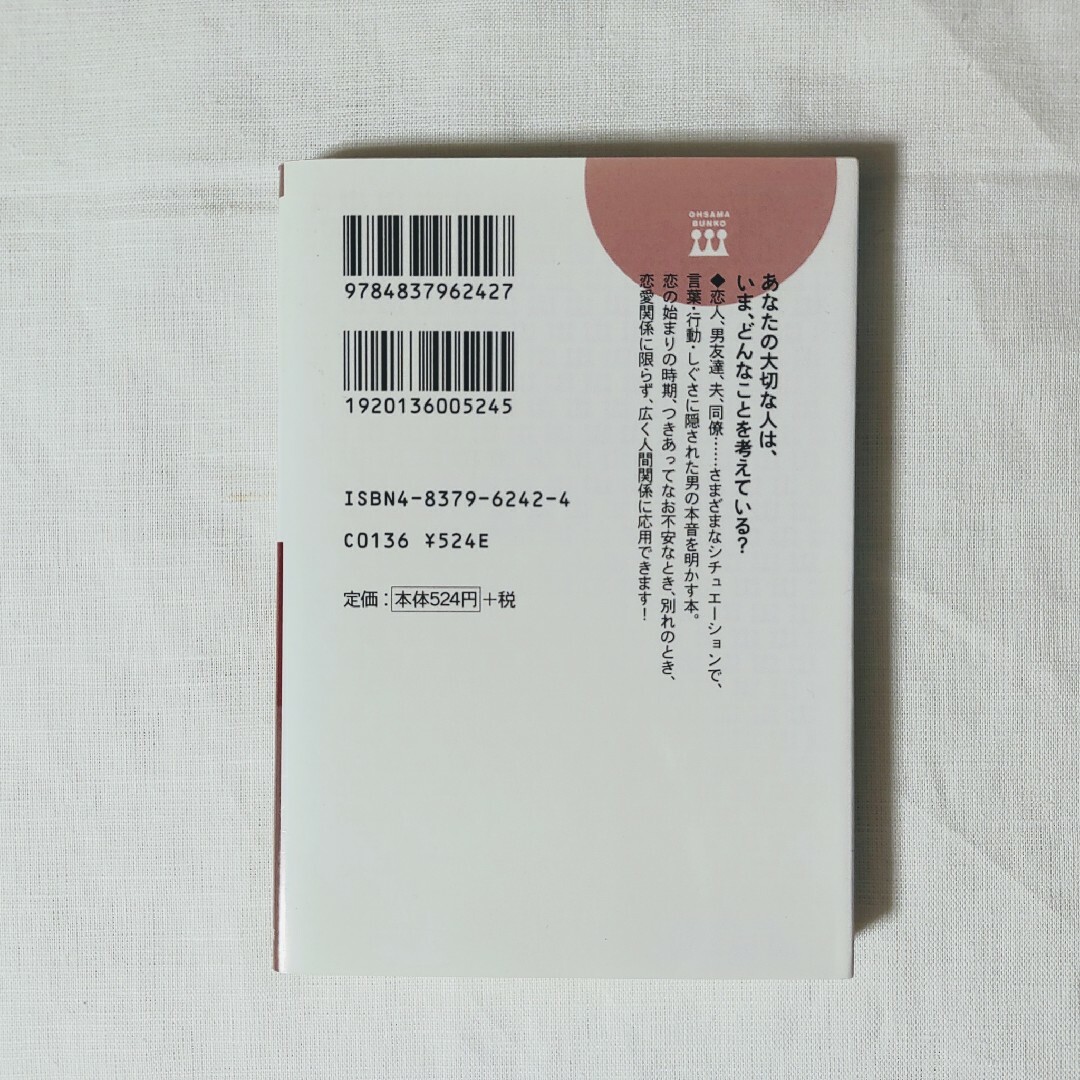 OHSAMA
BUNKO
あなたの大切な人は、
いま、どんなことを考えている?
◆恋人、男友達、夫、同僚……さまざまなシチュエーションで、
言葉・行動・しぐさに隠された男の本音を明かす本。
恋の始まりの時期、つきあってなお不安なとき、別れのとき、
恋愛関係に限らず、広く人間関係に応用できます!
9784837962427
1920136005245
ISBN4-8379-6242-4
C0136 ¥524E
定価:本体524円+税